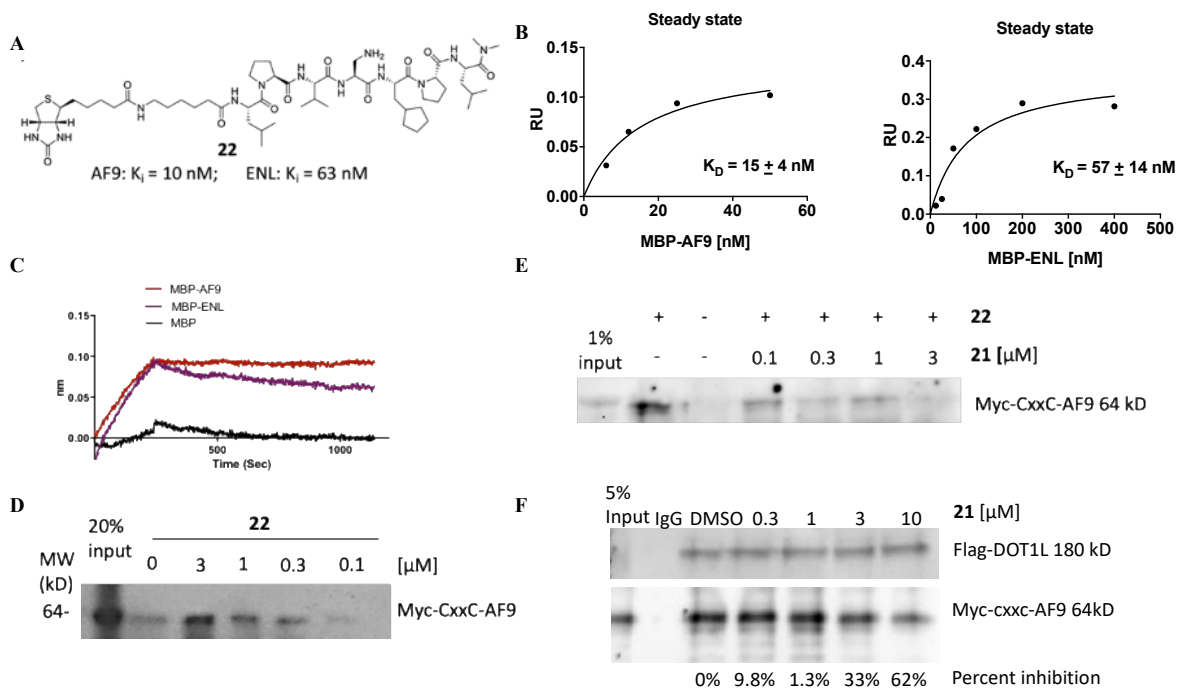 A
NH₂
N
O
S
H
HN
NH
22
AF9: Kᵢ = 10 nM; ENL: Kᵢ = 63 nM
B
Steady state
RU
0.15
0.10
0.05
0.00
K_D = 15 ± 4 nM
0 20 40 60
MBP-AF9 [nM]
Steady state
RU
0.4
0.3
0.2
0.1
0.0
K_D = 57 ± 14 nM
0 100 200 300 400 500
MBP-ENL [nM]
C
MBP-AF9
MBP-ENL
MBP
nm
0.15
0.10
0.05
0.00
500 1000
Time (Sec)
D
20% input
22
MW (kD)
0 3 1 0.3 0.1 [µM]
64-
Myc-CxxC-AF9
E
+ - + + + + 22
1% input
- - 0.1 0.3 1 3 21 [µM]
Myc-CxxC-AF9 64 kD
F
5% Input IgG DMSO 0.3 1 3 10 21 [µM]
Flag-DOT1L 180 kD
Myc-cxxc-AF9 64kD
0% 9.8% 1.3% 33% 62% Percent inhibition